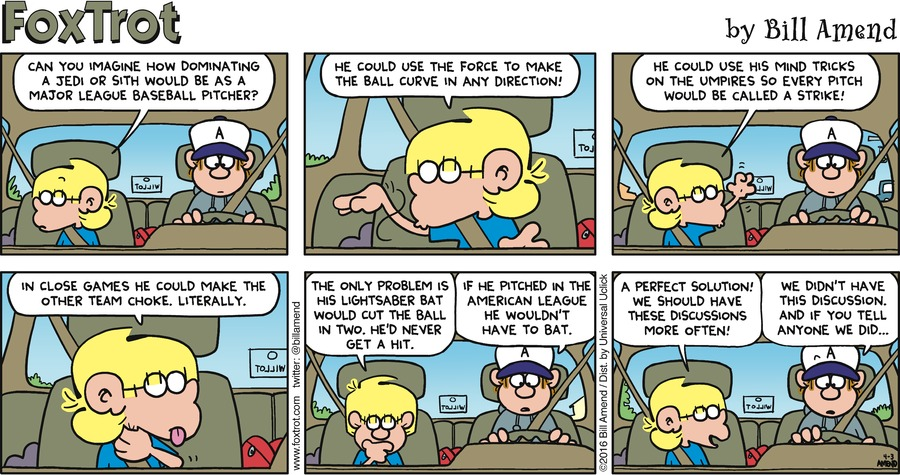 FOXTROT
by Bill Amend
CAN YOU IMAGINE HOW DOMINATING
A JEDI OR SITH WOULD BE AS A
MAJOR LEAGUE BASEBALL PITCHER?
A
HE COULD USE THE FORCE TO MAKE
THE BALL CURVE IN ANY DIRECTION!
HE COULD USE HIS MIND TRICKS
ON THE UMPIRES SO EVERY PITCH
WOULD BE CALLED A STRIKE!
A
IN CLOSE GAMES HE COULD MAKE THE
OTHER TEAM CHOKE. LITERALLY.
www.foxtrot.com twitter: @billamend
THE ONLY PROBLEM IS
HIS LIGHTSABER BAT
WOULD CUT THE BALL
IN TWO. HE'D NEVER
GET A HIT.
IF HE PITCHED IN THE
AMERICAN LEAGUE
HE WOULDN'T
HAVE TO BAT.
A
©2016 Bill Amend / Dist. by Universal Uclick
A PERFECT SOLUTION!
WE SHOULD HAVE
THESE DISCUSSIONS
MORE OFTEN!
WE DIDN'T HAVE
THIS DISCUSSION.
AND IF YOU TELL
ANYONE WE DID...
A
4-3
AMEND